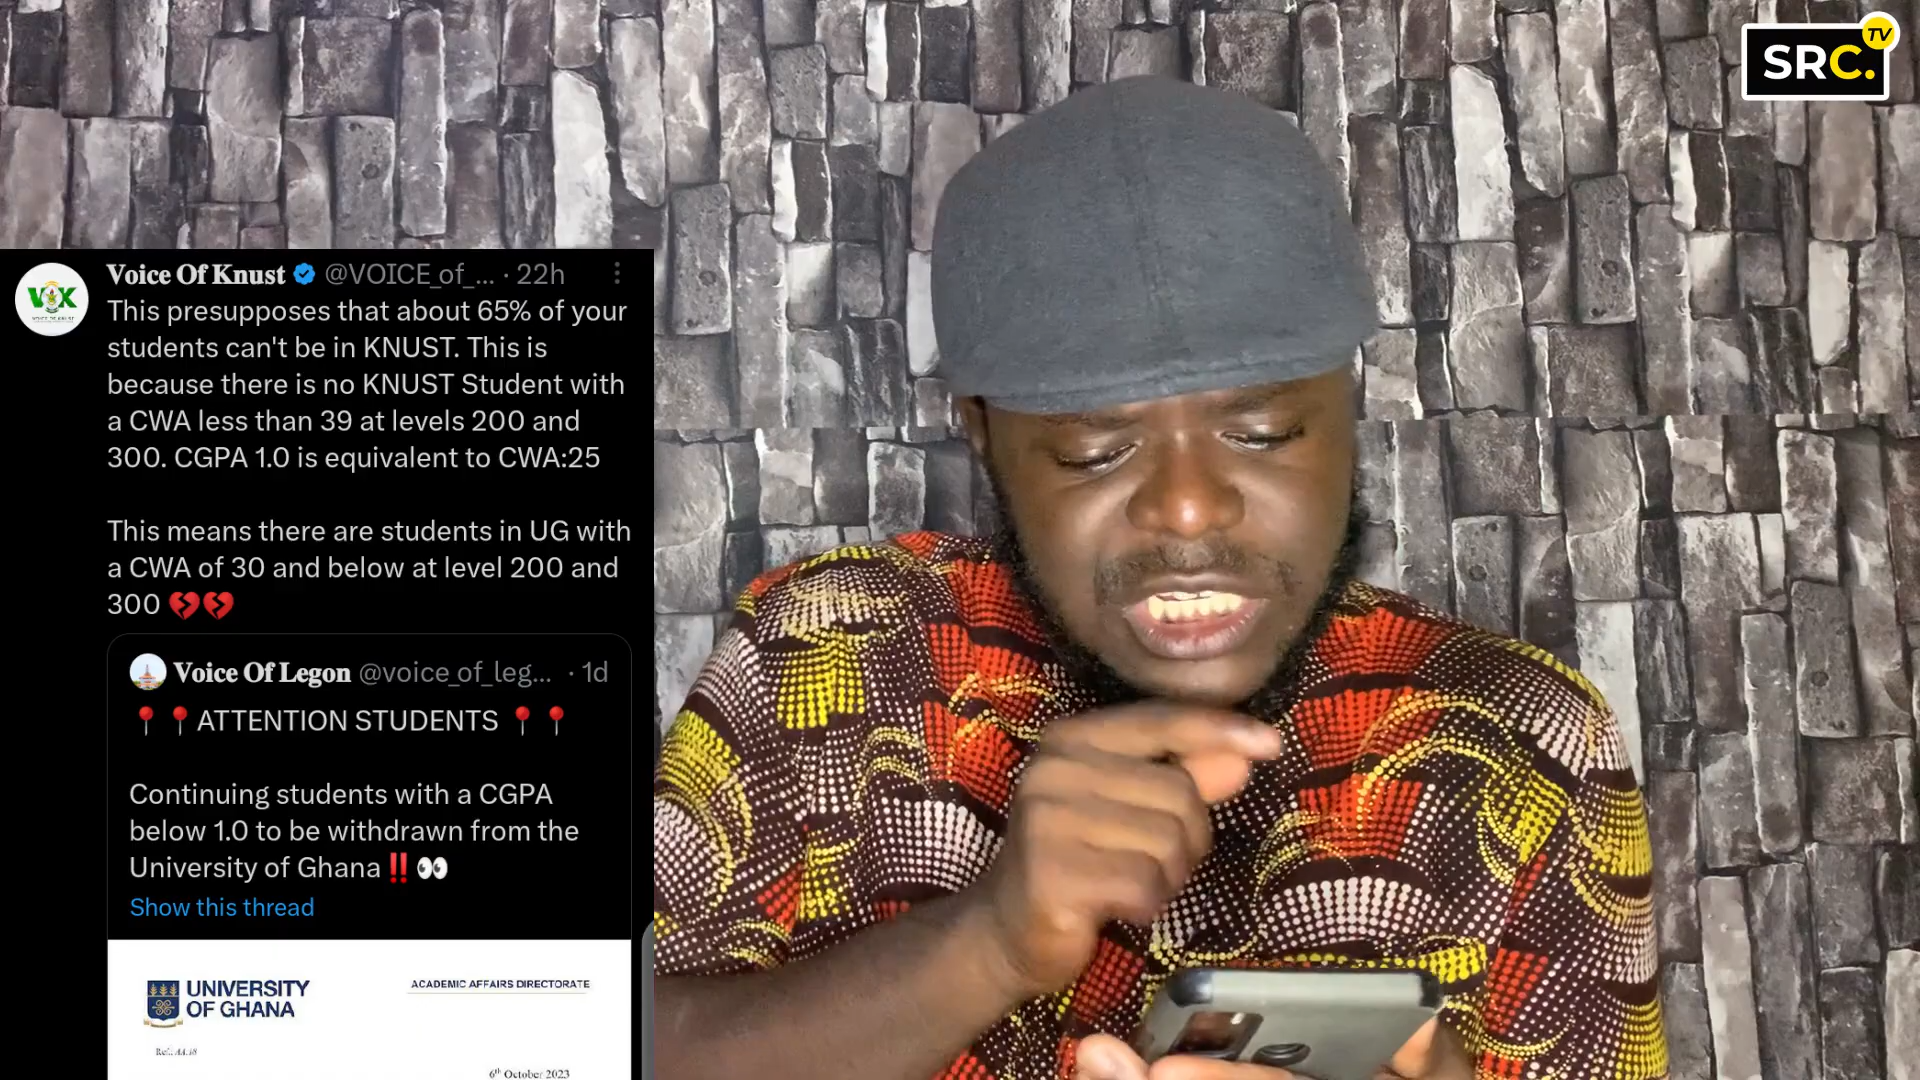 SRC.
TV
VOK
Voice Of Knust @VOICE_of_... · 22h
This presupposes that about 65% of your
students can't be in KNUST. This is
because there is no KNUST Student with
a CWA less than 39 at levels 200 and
300. CGPA 1.0 is equivalent to CWA:25
This means there are students in UG with
a CWA of 30 and below at level 200 and
300 💔💔
Voice Of Legon @voice_of_leg... · 1d
📍📍ATTENTION STUDENTS 📍📍
Continuing students with a CGPA
below 1.0 to be withdrawn from the
University of Ghana‼️👀
Show this thread
UNIVERSITY
OF GHANA
ACADEMIC AFFAIRS DIRECTORATE
6th October 2023